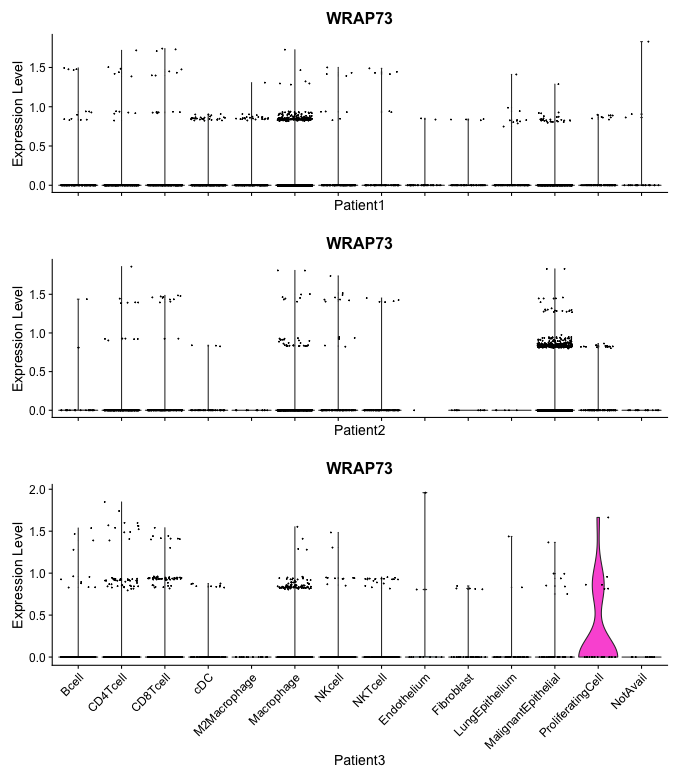 WRAP73
Expression Level
1.5
1.0
0.5
0.0
Patient1
WRAP73
Expression Level
1.5
1.0
0.5
0.0
Patient2
WRAP73
Expression Level
2.0
1.5
1.0
0.5
0.0
Bcell
CD4Tcell
CD8Tcell
cDC
M2Macrophage
Macrophage
NKcell
NKTcell
Endothelium
Fibroblast
LungEpithelium
MalignantEpithelial
ProliferatingCell
NotAvail
Patient3